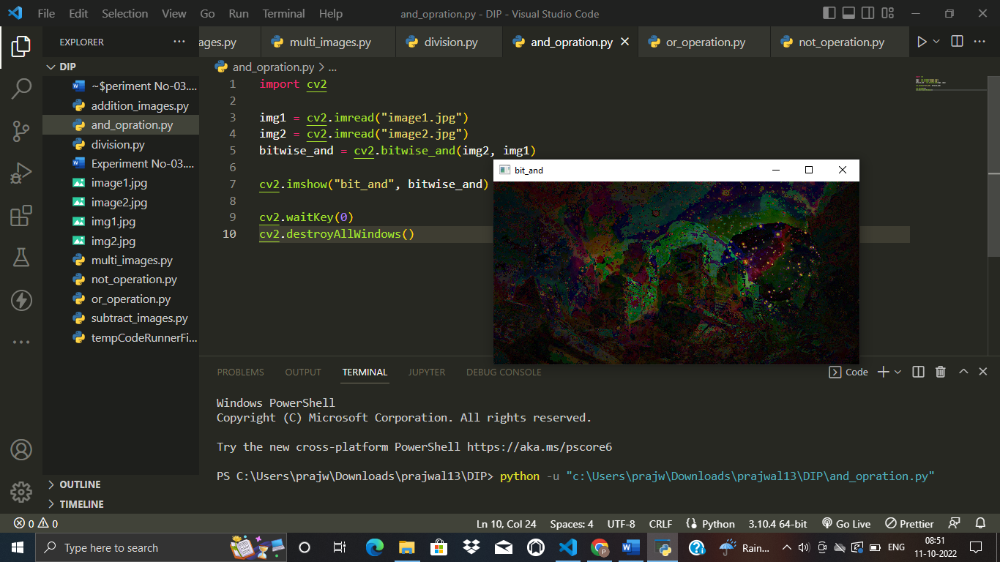 File Edit Selection View Go Run Terminal Help and_opration.py - DIP - Visual Studio Code
EXPLORER ...
ages.py multi_images.py division.py and_opration.py or_operation.py not_operation.py
DIP
and_opration.py > ...
~$periment No-03....
addition_images.py
and_opration.py
division.py
Experiment No-03....
image1.jpg
image2.jpg
img1.jpg
img2.jpg
multi_images.py
not_operation.py
or_operation.py
subtract_images.py
tempCodeRunnerFi...
OUTLINE
TIMELINE
1 import cv2
2
3 img1 = cv2.imread("image1.jpg")
4 img2 = cv2.imread("image2.jpg")
5 bitwise_and = cv2.bitwise_and(img2, img1)
6
7 cv2.imshow("bit_and", bitwise_and)
8
9 cv2.waitKey(0)
10 cv2.destroyAllWindows()
bit_and
PROBLEMS OUTPUT TERMINAL JUPYTER DEBUG CONSOLE Code
Windows PowerShell
Copyright (C) Microsoft Corporation. All rights reserved.
Try the new cross-platform PowerShell https://aka.ms/pscore6
PS C:\Users\prajw\Downloads\prajwal13\DIP> python -u "c:\Users\prajw\Downloads\prajwal13\DIP\and_opration.py"
0 0 Ln 10, Col 24 Spaces: 4 UTF-8 CRLF Python 3.10.4 64-bit Go Live Prettier
Type here to search Rain... ENG 08:51
11-10-2022